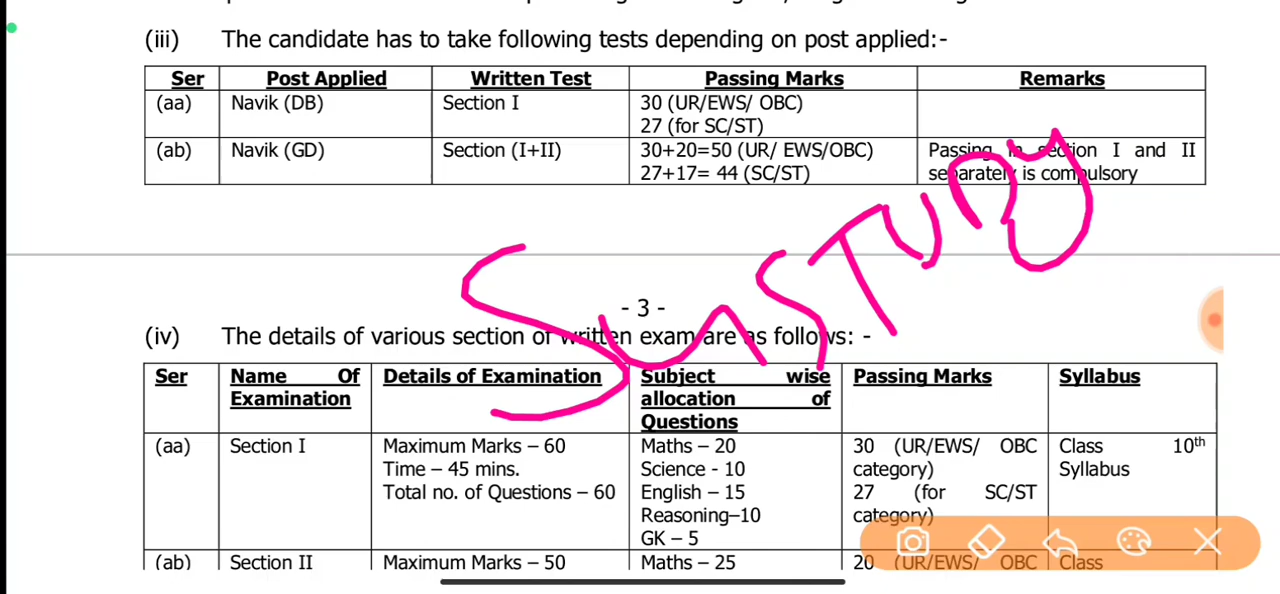 (iii) The candidate has to take following tests depending on post applied:-
Ser Post Applied Written Test Passing Marks Remarks
(aa) Navik (DB) Section I 30 (UR/EWS/ OBC)
27 (for SC/ST)
(ab) Navik (GD) Section (I+II) 30+20=50 (UR/ EWS/OBC) Passing in section I and II
27+17= 44 (SC/ST) separately is compulsory
- 3 -
(iv) The details of various section of written exam are as follows: -
Ser Name Of Details of Examination Subject wise Passing Marks Syllabus
Examination allocation of
Questions
(aa) Section I Maximum Marks – 60 Maths – 20 30 (UR/EWS/ OBC Class 10th
Time – 45 mins. Science - 10 category) Syllabus
Total no. of Questions – 60 English – 15 27 (for SC/ST
Reasoning–10 category)
GK – 5
(ab) Section II Maximum Marks – 50 Maths – 25 20 (UR/EWS/ OBC Class